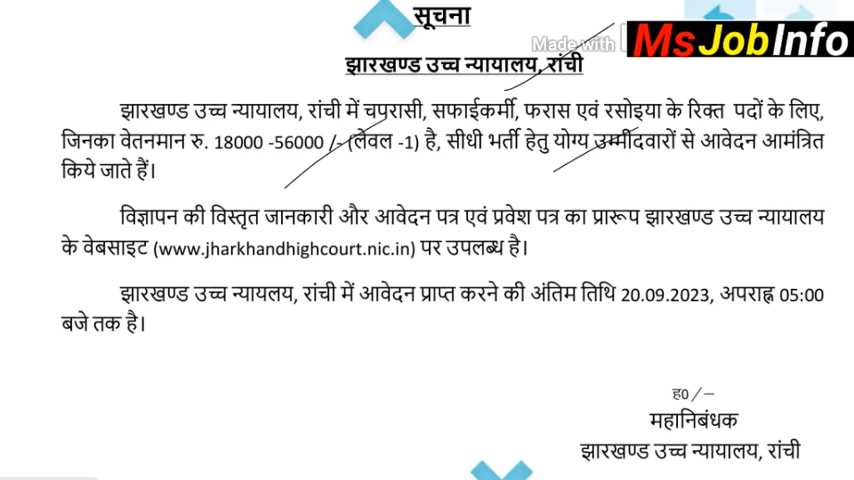 सूचना
Made with
MsJobInfo
झारखण्ड उच्च न्यायालय, रांची
झारखण्ड उच्च न्यायालय, रांची में चपरासी, सफाईकर्मी, फरास एवं रसोइया के रिक्त पदों के लिए,
जिनका वेतनमान रु. 18000 -56000 /- (लेवल -1) है, सीधी भर्ती हेतु योग्य उम्मीदवारों से आवेदन आमंत्रित
किये जाते हैं।
विज्ञापन की विस्तृत जानकारी और आवेदन पत्र एवं प्रवेश पत्र का प्रारूप झारखण्ड उच्च न्यायालय
के वेबसाइट (www.jharkhandhighcourt.nic.in) पर उपलब्ध है।
झारखण्ड उच्च न्यायलय, रांची में आवेदन प्राप्त करने की अंतिम तिथि 20.09.2023, अपराह्न 05:00
बजे तक है।
ह0/—
महानिबंधक
झारखण्ड उच्च न्यायालय, रांची